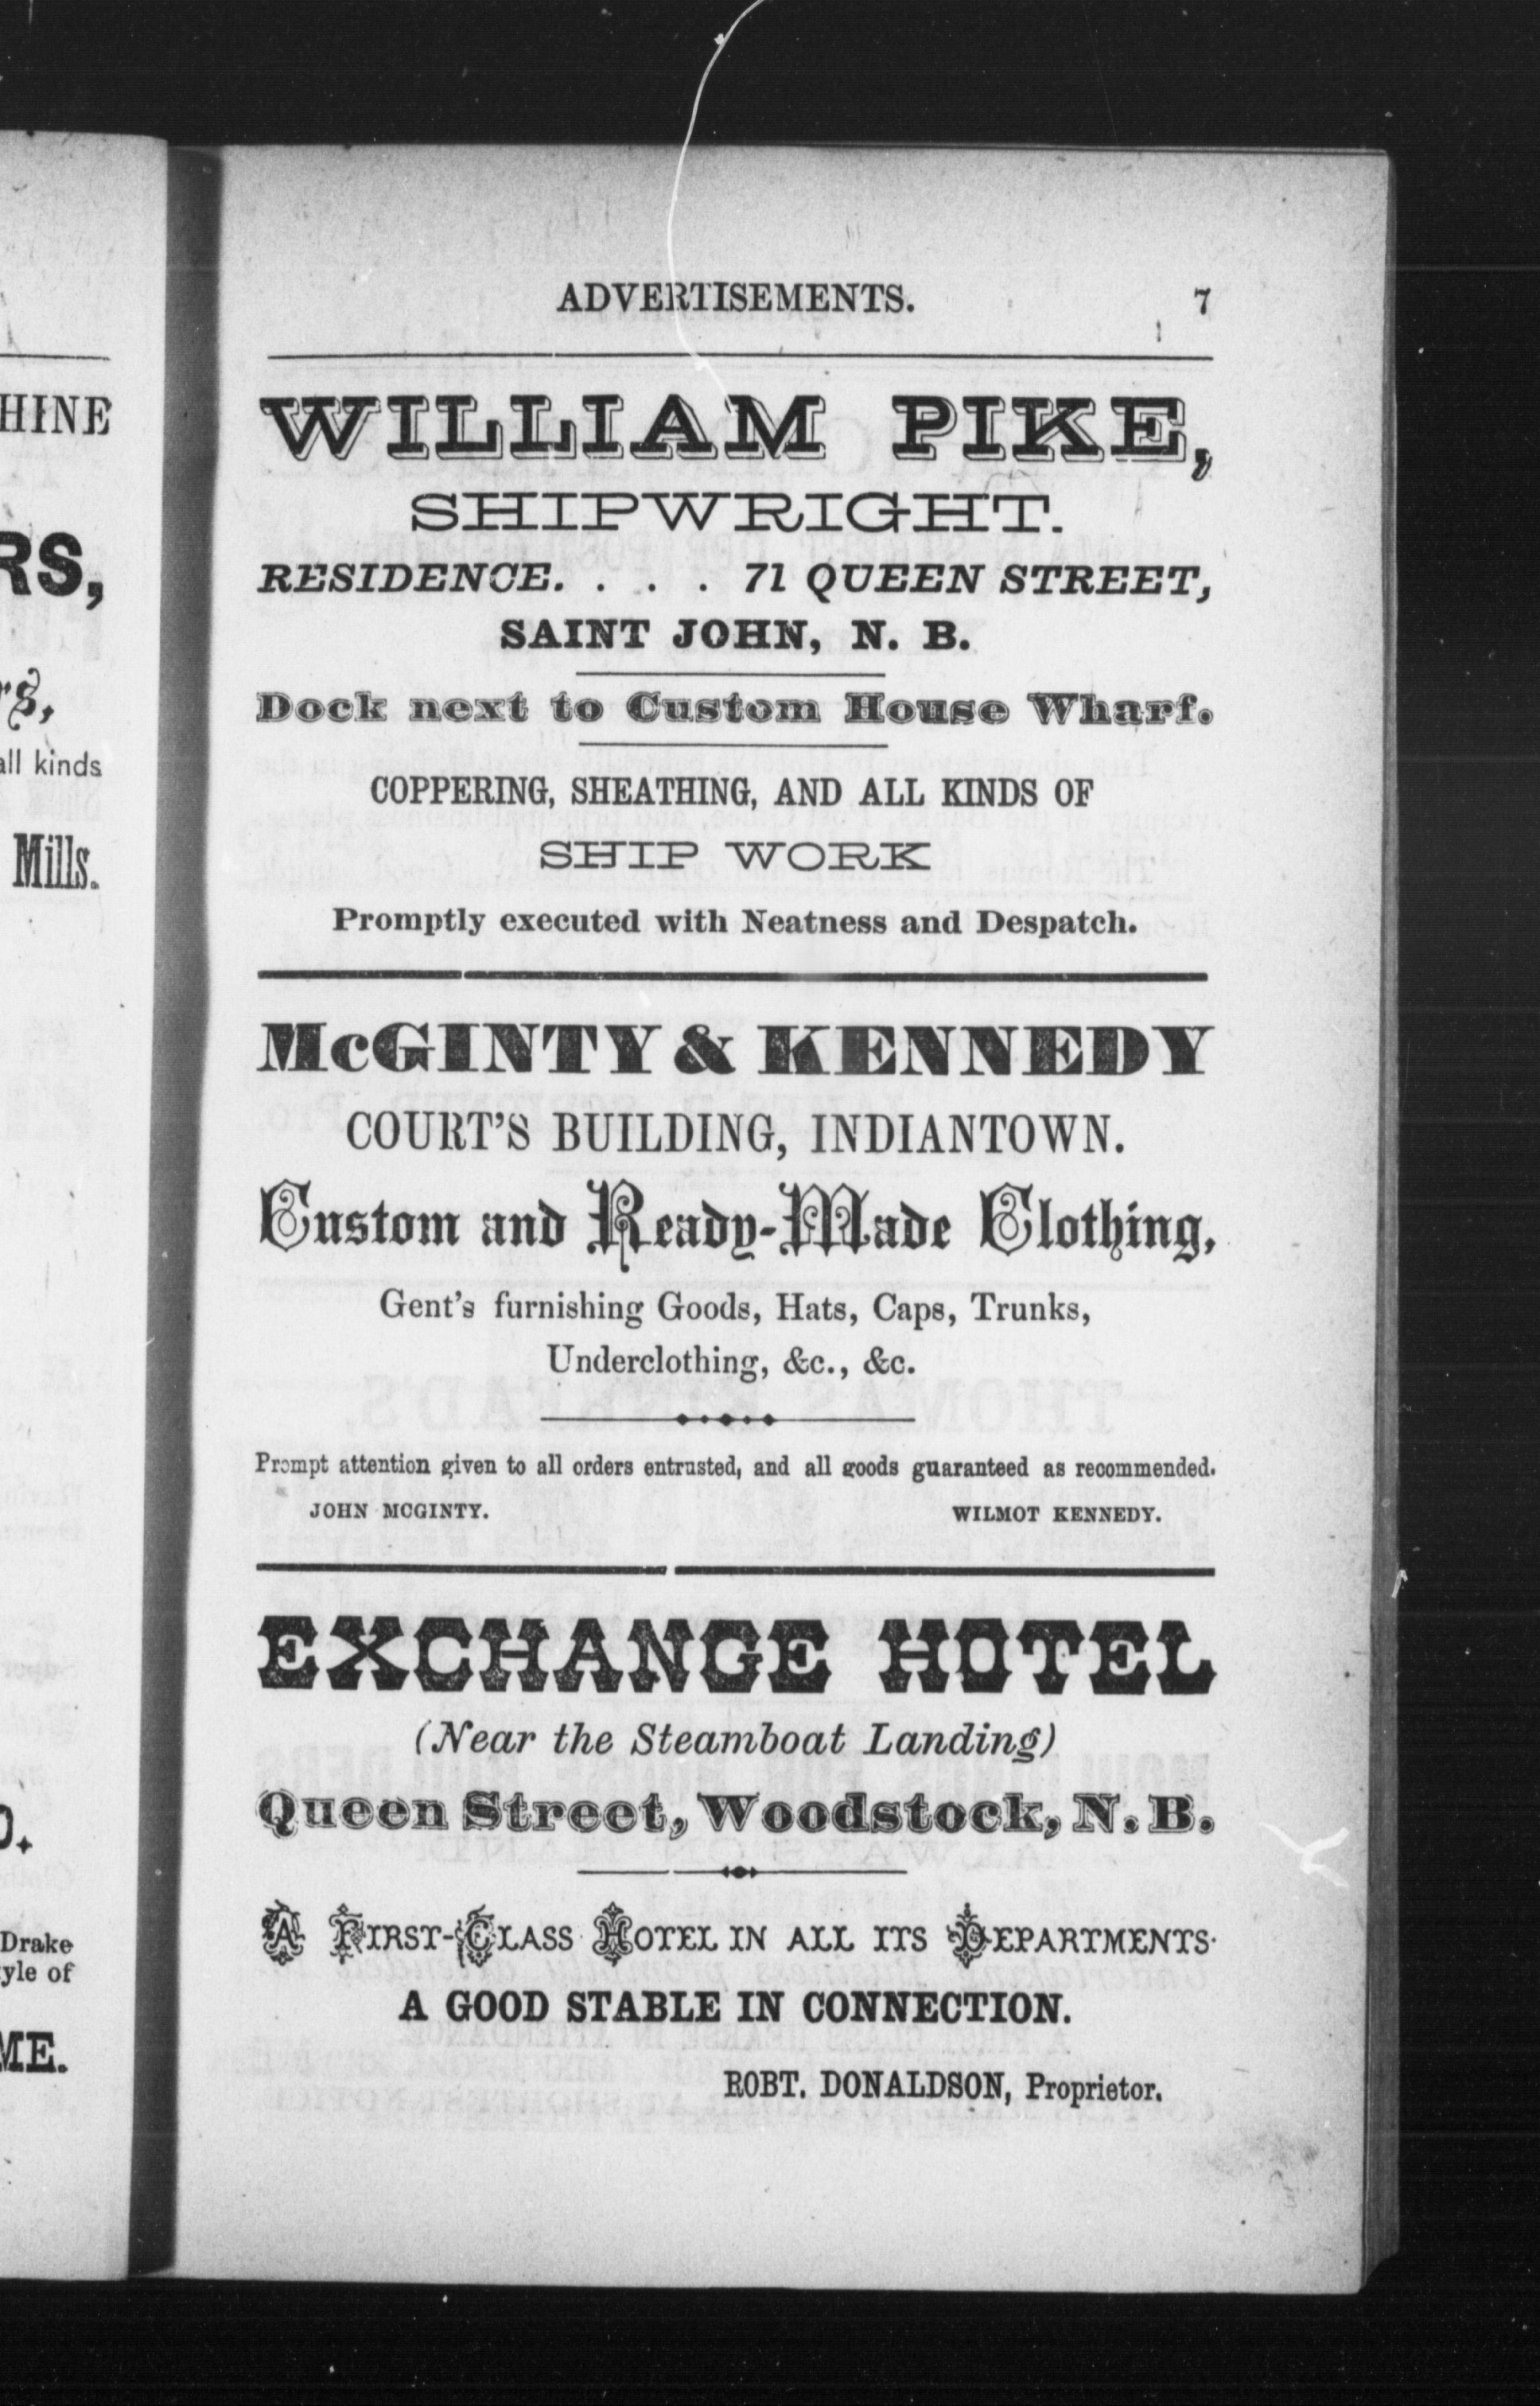 HINE
RS,
rs,
all kinds
Mills.
Drake
yle of
ME.
ADVERTISEMENTS. 7
WILLIAM PIKE,
SHIPWRIGHT.
RESIDENCE. . . . 71 QUEEN STREET,
SAINT JOHN, N. B.
Dock next to Custom House Wharf.
COPPERING, SHEATHING, AND ALL KINDS OF
SHIP WORK
Promptly executed with Neatness and Despatch.
McGINTY & KENNEDY
COURT'S BUILDING, INDIANTOWN.
Custom and Ready-Made Clothing,
Gent's furnishing Goods, Hats, Caps, Trunks,
Underclothing, &c., &c.
Prompt attention given to all orders entrusted, and all goods guaranteed as recommended.
JOHN MCGINTY. WILMOT KENNEDY.
EXCHANGE HOTEL
(Near the Steamboat Landing)
Queen Street, Woodstock, N. B.
A FIRST-CLASS HOTEL IN ALL ITS DEPARTMENTS.
A GOOD STABLE IN CONNECTION.
ROBT. DONALDSON, Proprietor.